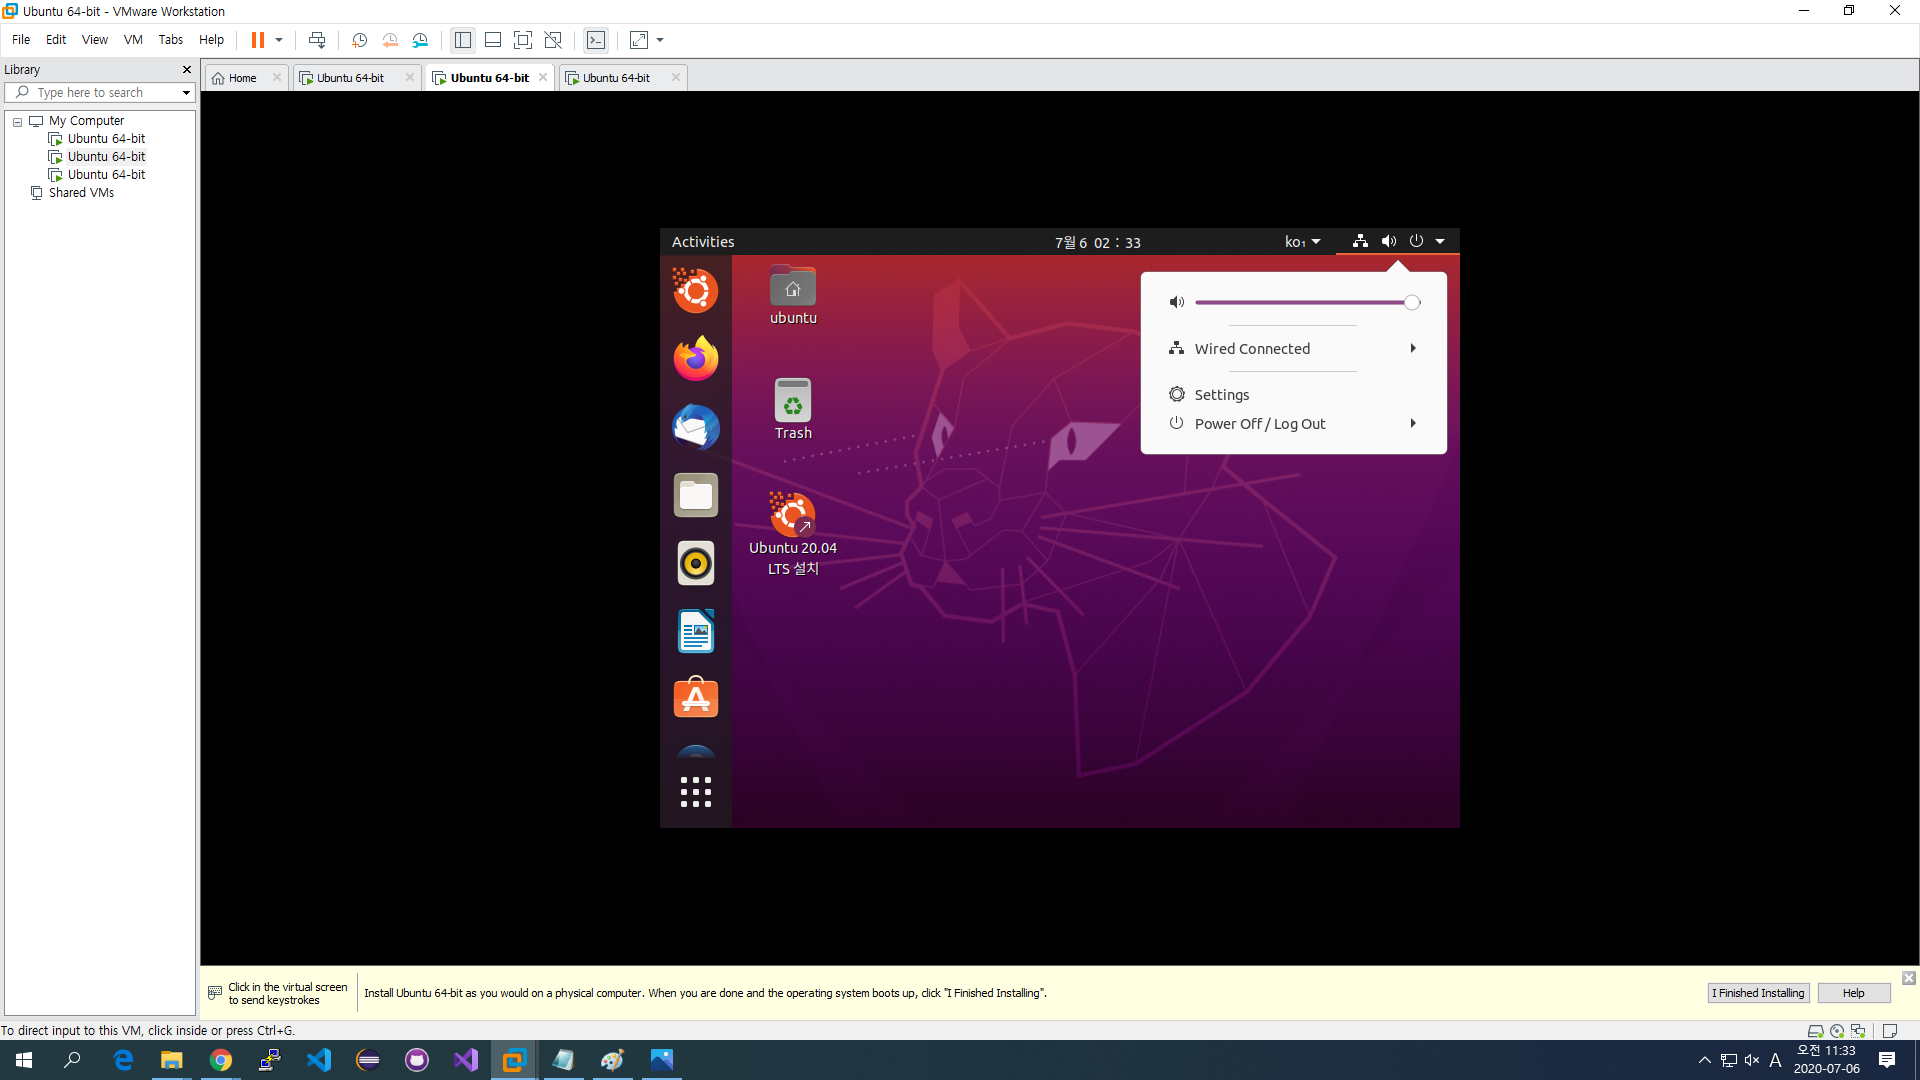 Ubuntu 64-bit - VMware Workstation
File Edit View VM Tabs Help
Library
Type here to search
My Computer
Ubuntu 64-bit
Ubuntu 64-bit
Ubuntu 64-bit
Shared VMs
Home Ubuntu 64-bit Ubuntu 64-bit Ubuntu 64-bit
Activities 7월 6 02 : 33 ko₁
ubuntu
Trash
Ubuntu 20.04
LTS 설치
Wired Connected
Settings
Power Off / Log Out
Click in the virtual screen
to send keystrokes
Install Ubuntu 64-bit as you would on a physical computer. When you are done and the operating system boots up, click "I Finished Installing".
I Finished Installing Help
To direct input to this VM, click inside or press Ctrl+G.
A 오전 11:33
2020-07-06